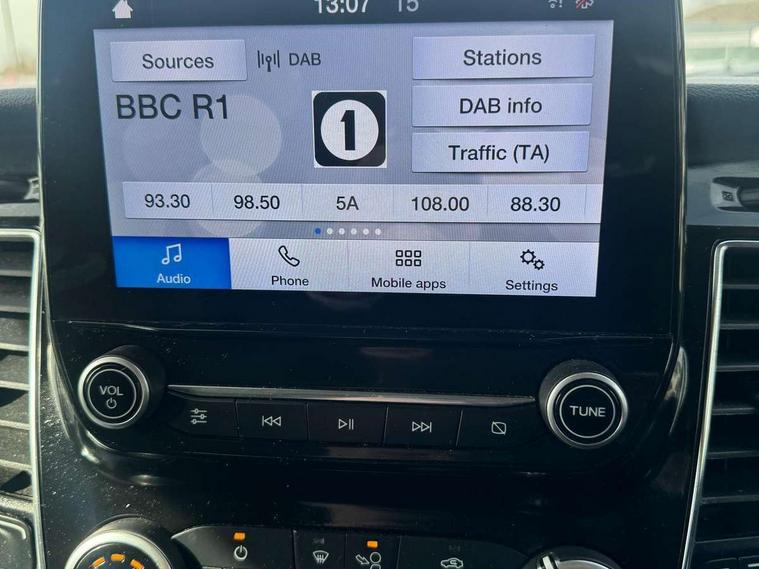 13:07 15
Sources DAB Stations
BBC R1 1 DAB info
Traffic (TA)
93.30 98.50 5A 108.00 88.30
Audio Phone Mobile apps Settings
VOL TUNE